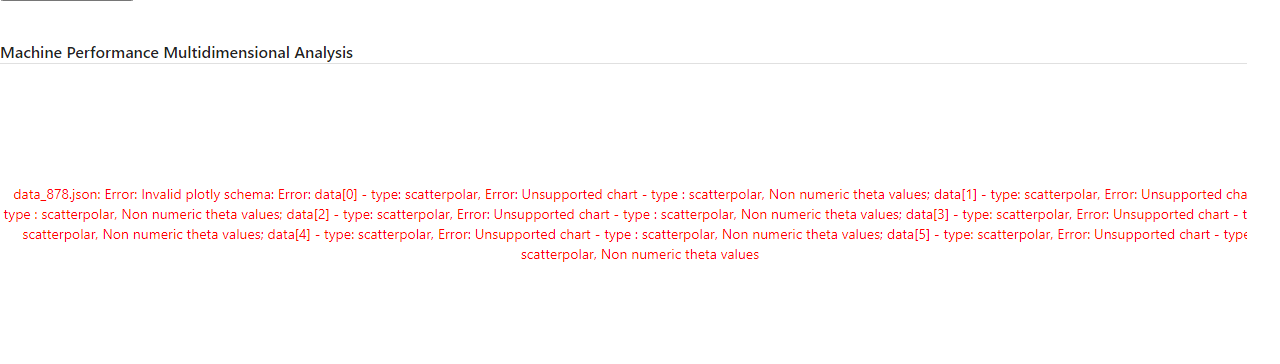 Machine Performance Multidimensional Analysis
data_878.json: Error: Invalid plotly schema: Error: data[0] - type: scatterpolar, Error: Unsupported chart - type : scatterpolar, Non numeric theta values; data[1] - type: scatterpolar, Error: Unsupported cha
type : scatterpolar, Non numeric theta values; data[2] - type: scatterpolar, Error: Unsupported chart - type : scatterpolar, Non numeric theta values; data[3] - type: scatterpolar, Error: Unsupported chart - t
scatterpolar, Non numeric theta values; data[4] - type: scatterpolar, Error: Unsupported chart - type : scatterpolar, Non numeric theta values; data[5] - type: scatterpolar, Error: Unsupported chart - type
scatterpolar, Non numeric theta values